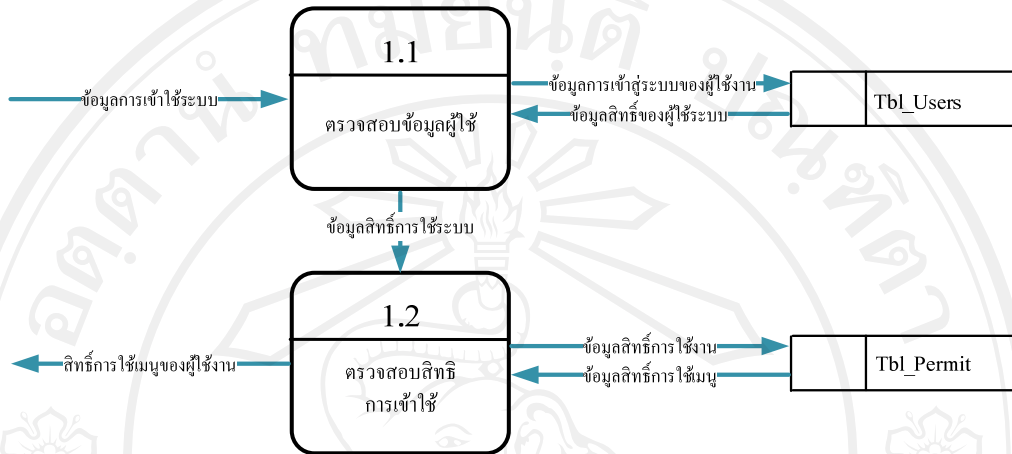 1.1
ข้อมูลการเข้าใช้ระบบ
ข้อมูลการเข้าสู่ระบบของผู้ใช้งาน
Tbl_Users
ข้อมูลสิทธิ์ของผู้ใช้ระบบ
ตรวจสอบข้อมูลผู้ใช้
ข้อมูลสิทธิ์การใช้ระบบ
1.2
ข้อมูลสิทธิ์การใช้งาน
สิทธิ์การใช้เมนูของผู้ใช้งาน
Tbl_Permit
ข้อมูลสิทธิ์การใช้เมนู
ตรวจสอบสิทธิ
การเข้าใช้